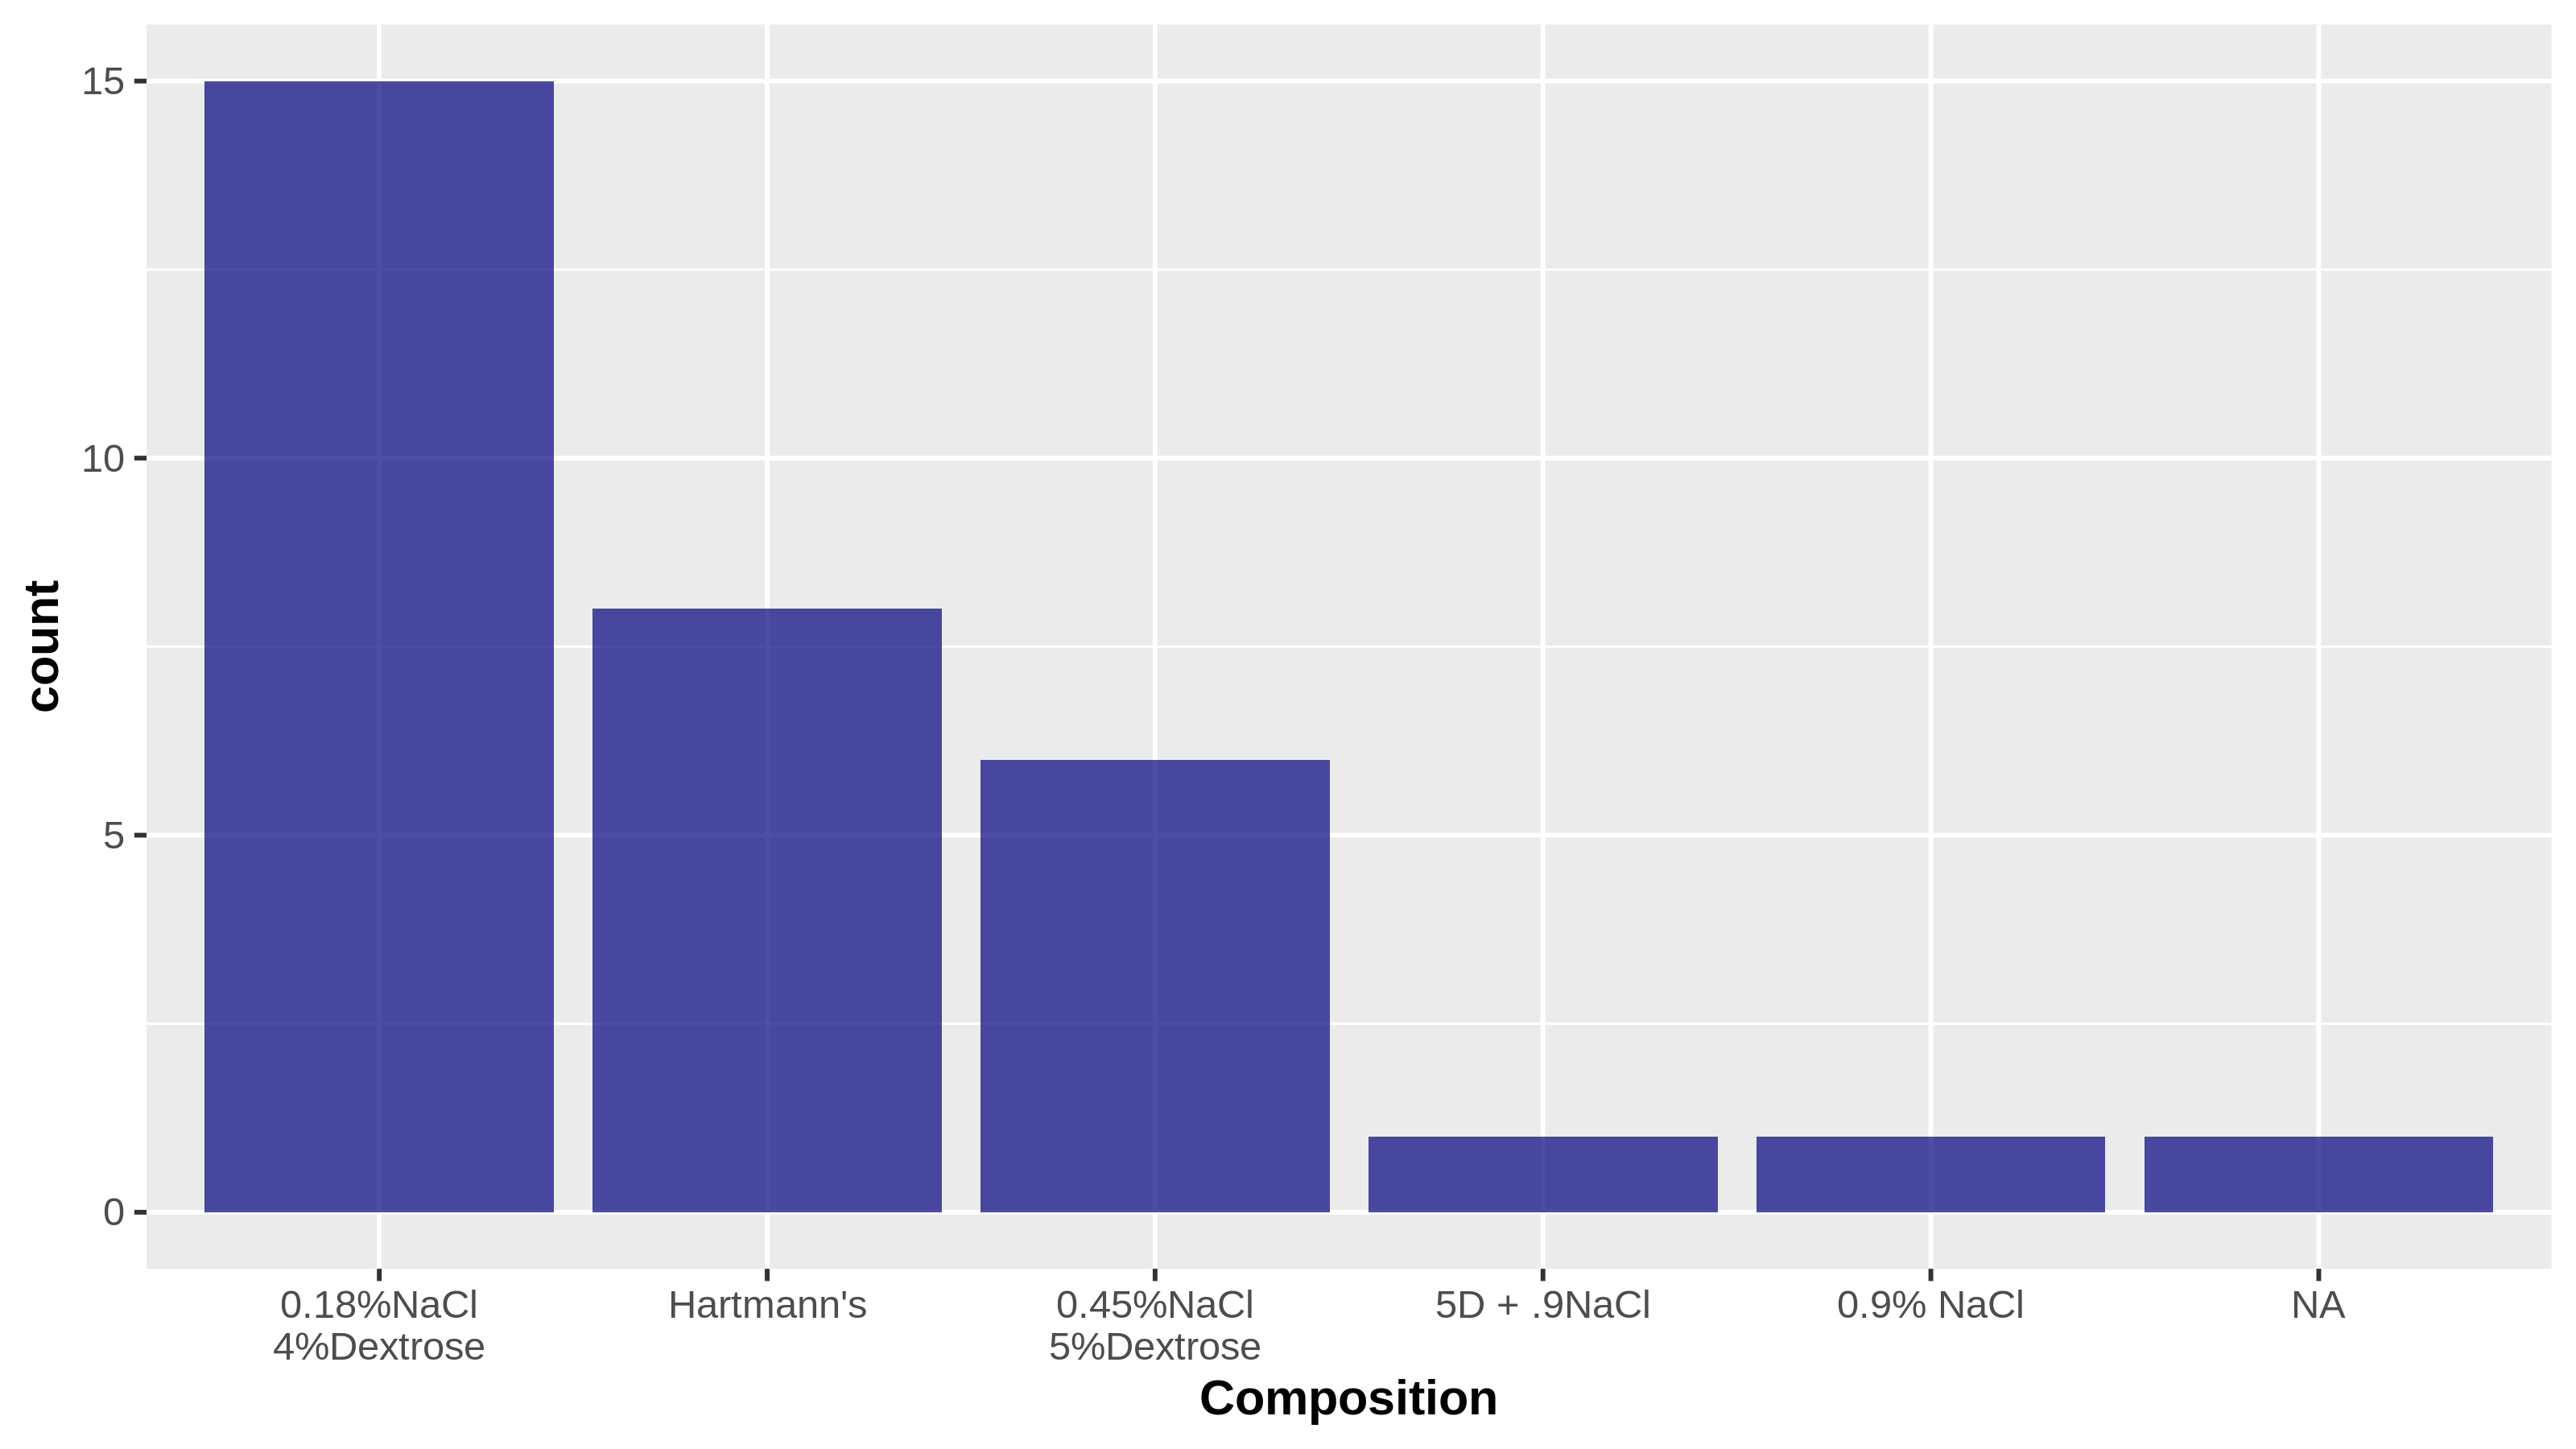 15
10
5
0
count
0.18%NaCl
4%Dextrose
Hartmann's
0.45%NaCl
5%Dextrose
5D + .9NaCl
0.9% NaCl
NA
Composition